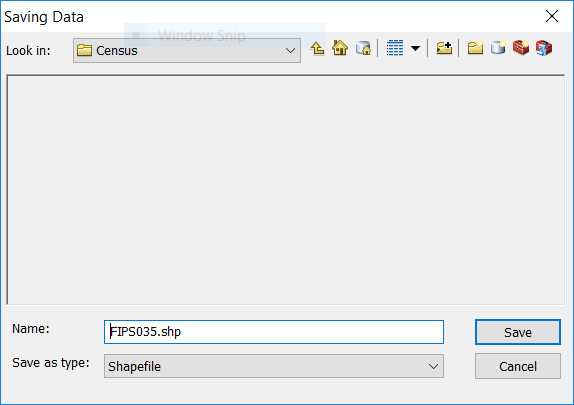 Saving Data
Window Snip
Look in: Census
Name: FIPS035.shp Save
Save as type: Shapefile Cancel